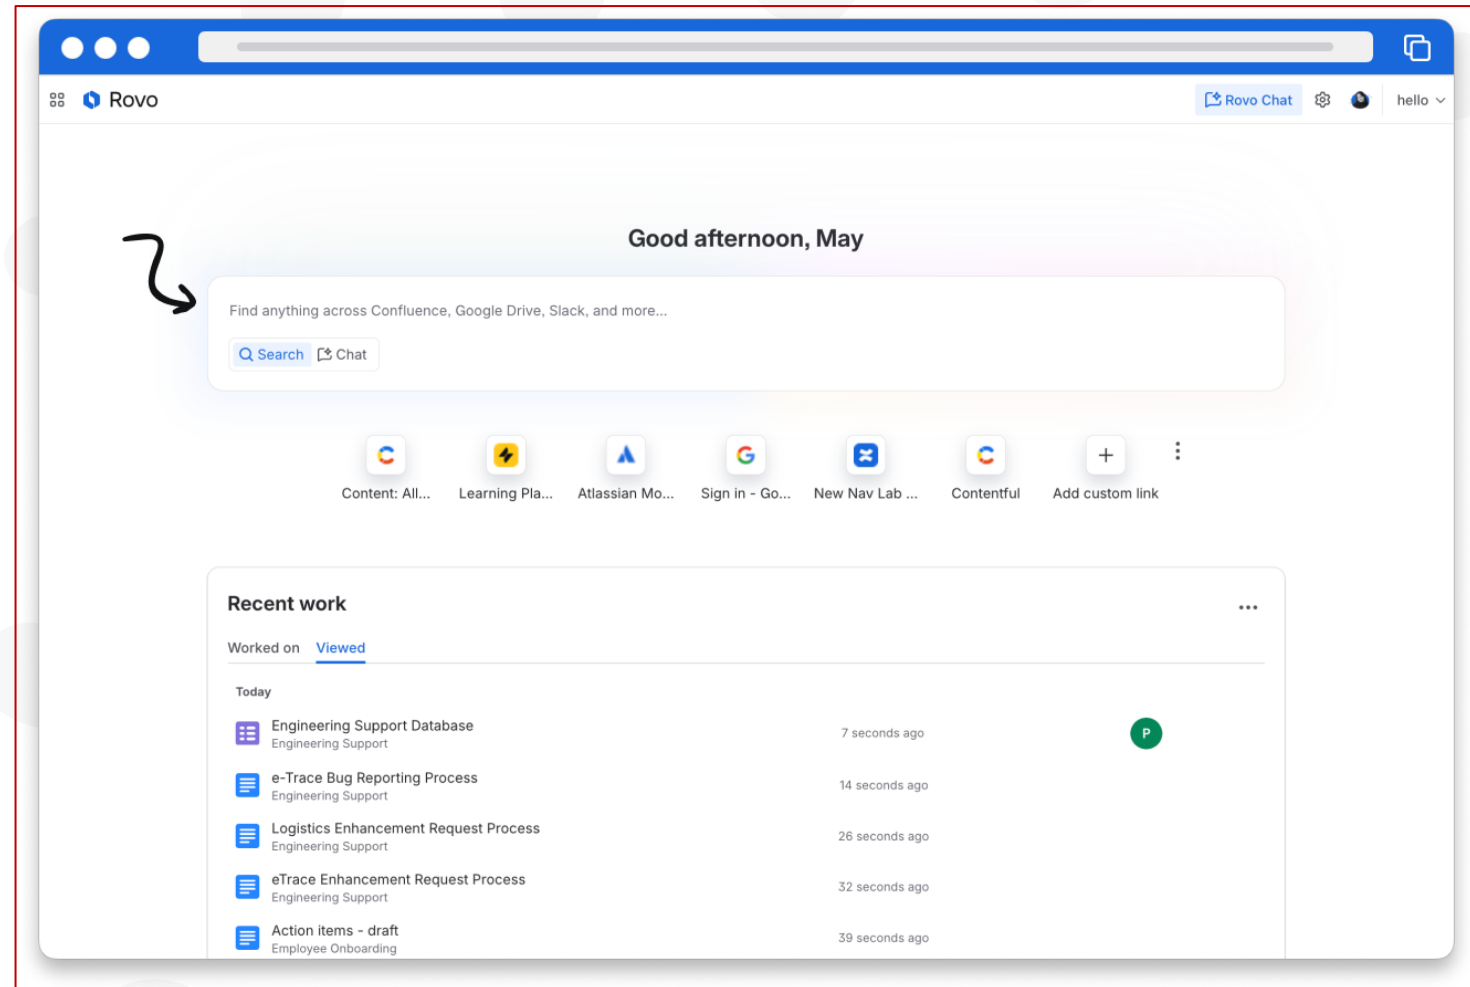 Rovo
Rovo Chat
hello
Good afternoon, May
Find anything across Confluence, Google Drive, Slack, and more...
Search
Chat
Content: All...
Learning Pla...
Atlassian Mo...
Sign in - Go...
New Nav Lab ...
Contentful
Add custom link
Recent work
Worked on
Viewed
Today
Engineering Support Database
Engineering Support
7 seconds ago
P
e-Trace Bug Reporting Process
Engineering Support
14 seconds ago
Logistics Enhancement Request Process
Engineering Support
26 seconds ago
eTrace Enhancement Request Process
Engineering Support
32 seconds ago
Action items - draft
Employee Onboarding
39 seconds ago